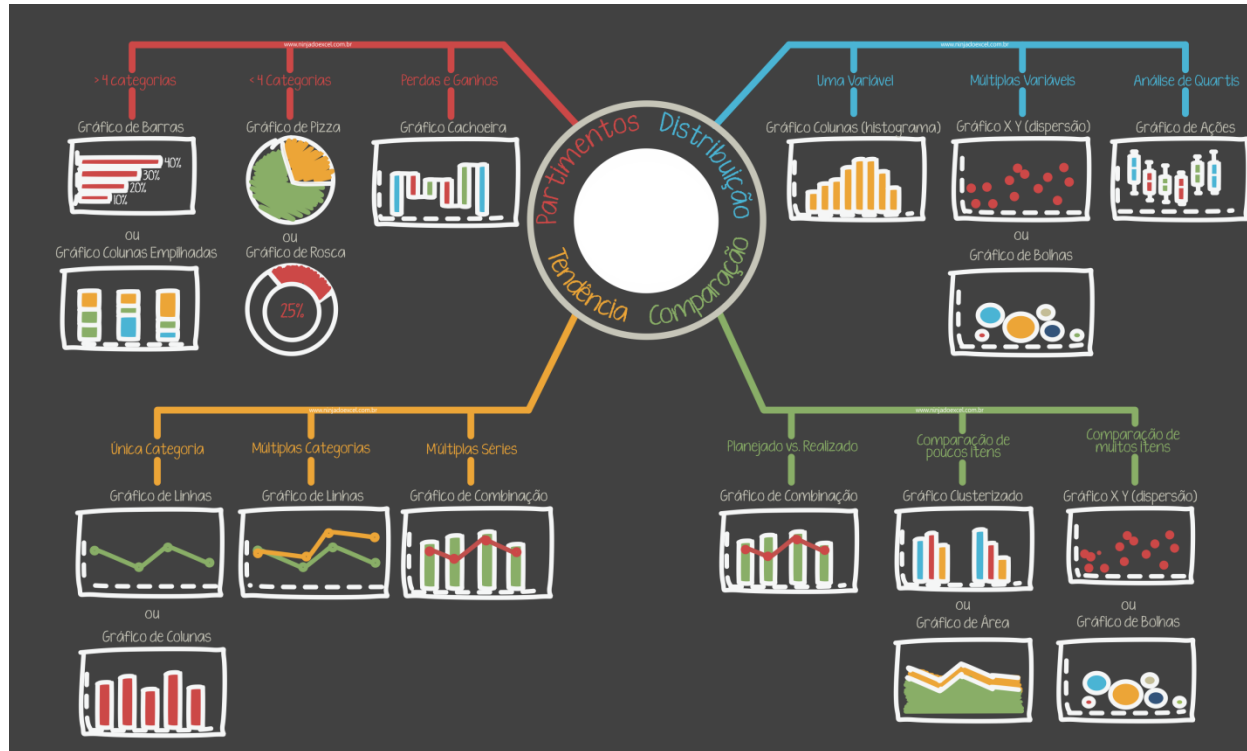 www.ninjadoexcel.com.br
> 4 categorias
< 4 Categorias
Perdas e Ganhos
Gráfico de Barras
Gráfico de Pizza
Gráfico Cachoeira
40%
30%
20%
10%
ou
ou
Gráfico Colunas Empilhadas
Gráfico de Rosca
25%
Partimentos
Distribuição
Tendência
Comparação
www.ninjadoexcel.com.br
Uma Variável
Múltiplas Variáveis
Análise de Quartis
Gráfico Colunas (histograma)
Gráfico X Y (dispersão)
Gráfico de Ações
ou
Gráfico de Bolhas
www.ninjadoexcel.com.br
Única Categoria
Múltiplas Categorias
Múltiplas Séries
Gráfico de Linhas
Gráfico de Linhas
Gráfico de Combinação
ou
Gráfico de Colunas
www.ninjadoexcel.com.br
Planejado vs. Realizado
Comparação de
poucos itens
Comparação de
muitos itens
Gráfico de Combinação
Gráfico Clusterizado
Gráfico X Y (dispersão)
ou
ou
Gráfico de Área
Gráfico de Bolhas